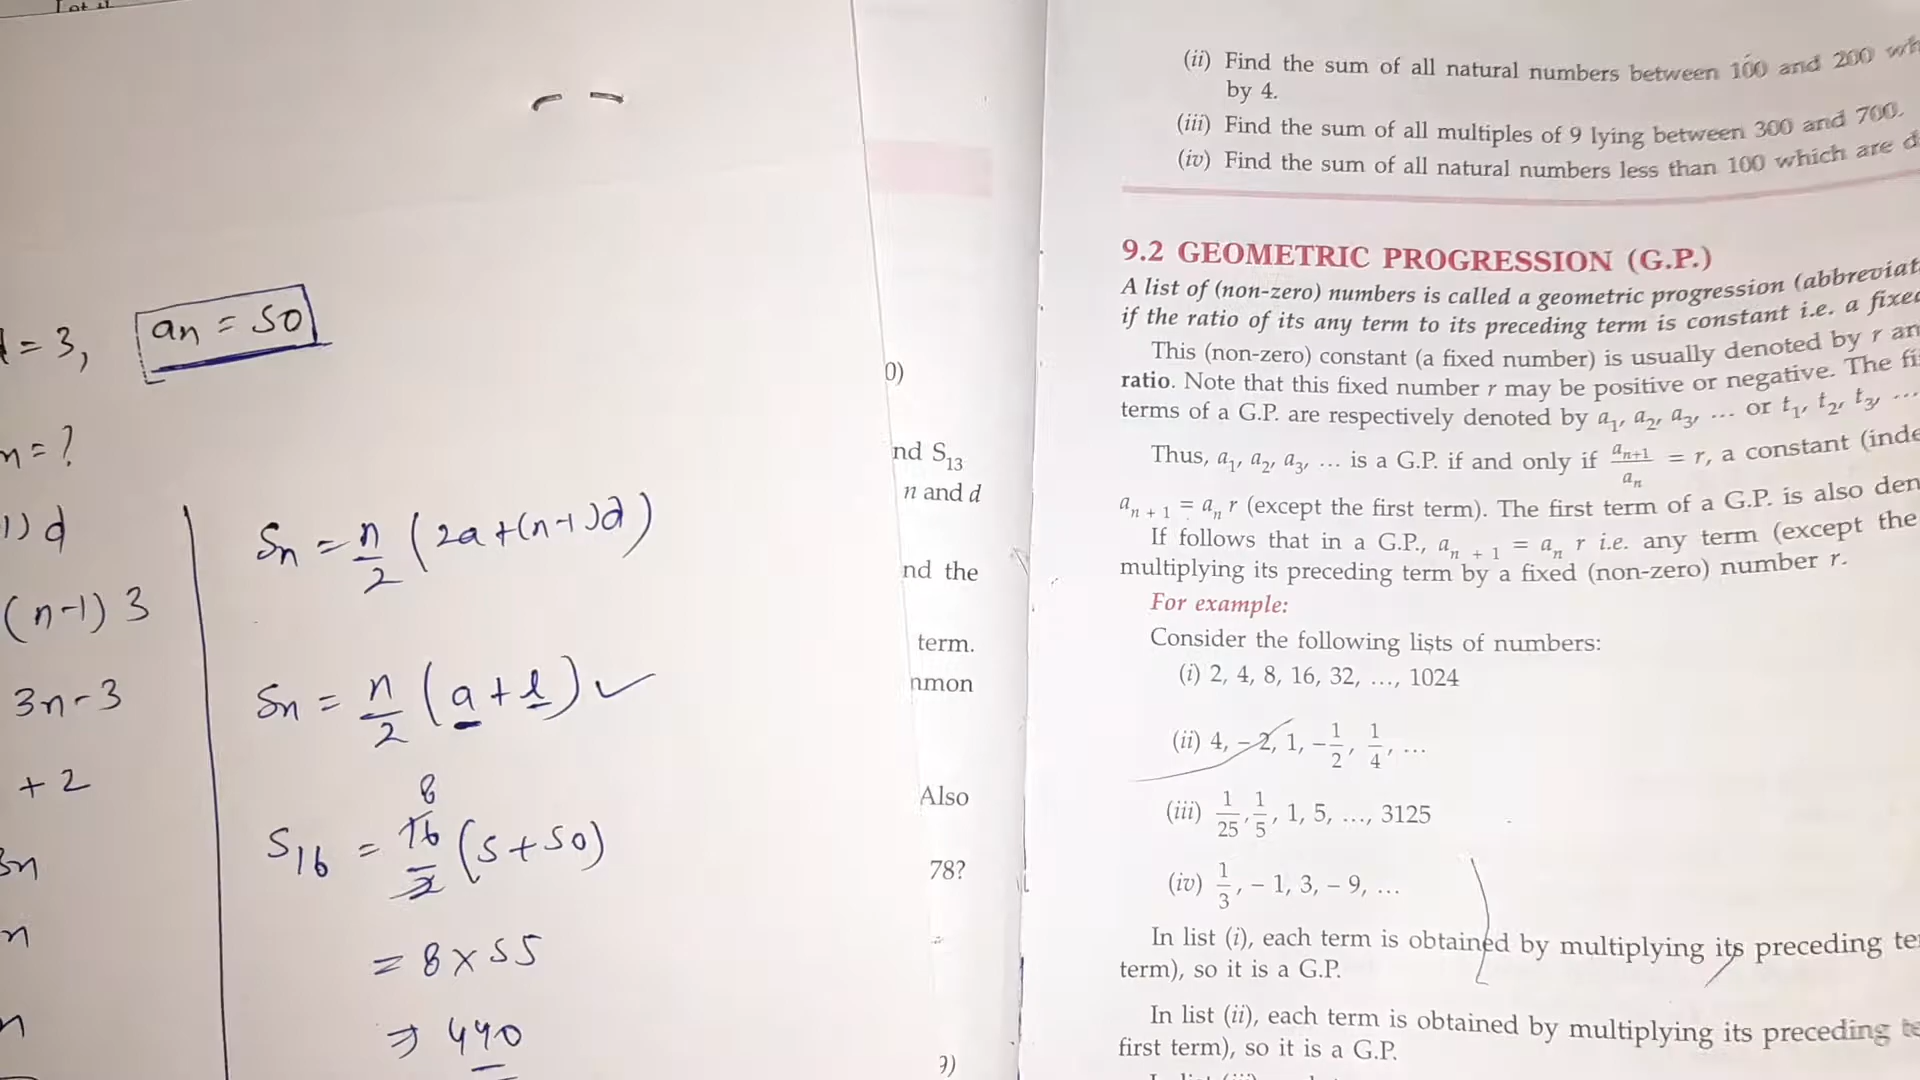 = 3, an = 50
n = ?
1) d
(n-1) 3
3n-3
+ 2
3n
n
n
Sn = n/2 (2a+(n-1)d)
Sn = n/2 (a+l) ✓
8
S16 = 16/2 (5+50)
= 8×55
⇒ 440
0)
nd S13
n and d
nd the
term.
nmon
Also
78?
(ii) Find the sum of all natural numbers between 100 and 200
by 4.
(iii) Find the sum of all multiples of 9 lying between 300 and 700.
(iv) Find the sum of all natural numbers less than 100 which are
9.2 GEOMETRIC PROGRESSION (G.P.)
A list of (non-zero) numbers is called a geometric progression (abbreviat
if the ratio of its any term to its preceding term is constant i.e. a fixed
This (non-zero) constant (a fixed number) is usually denoted by r an
ratio. Note that this fixed number r may be positive or negative. The fi
terms of a G.P. are respectively denoted by a1, a2, a3, ... or t1, t2, t3, ...
Thus, a1, a2, a3, ... is a G.P. if and only if an+1/an = r, a constant (inde
an + 1 = an r (except the first term). The first term of a G.P. is also den
If follows that in a G.P., an + 1 = an r i.e. any term (except the
multiplying its preceding term by a fixed (non-zero) number r.
For example:
Consider the following lists of numbers:
(i) 2, 4, 8, 16, 32, ..., 1024
(ii) 4, – 2, 1, –1/2, 1/4, ...
(iii) 1/25, 1/5, 1, 5, ..., 3125
(iv) 1/3, – 1, 3, – 9, ...
In list (i), each term is obtained by multiplying its preceding te
term), so it is a G.P.
In list (ii), each term is obtained by multiplying its preceding te
first term), so it is a G.P.